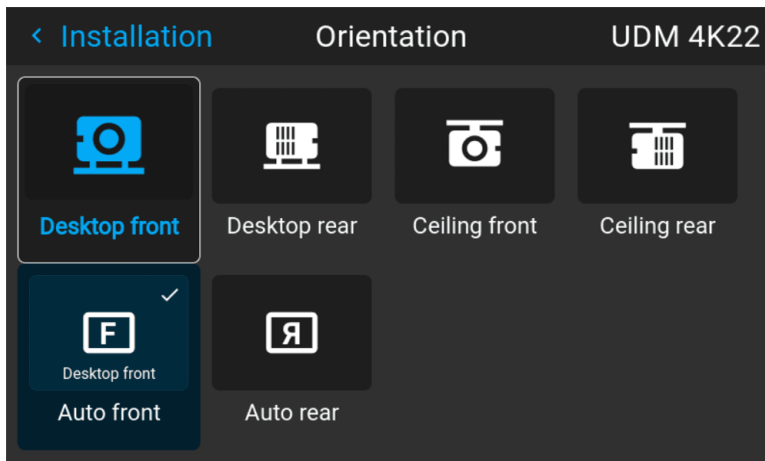 Installation Orientation UDM 4K22
Desktop front Desktop rear Ceiling front Ceiling rear
F Я
Desktop front
Auto front Auto rear